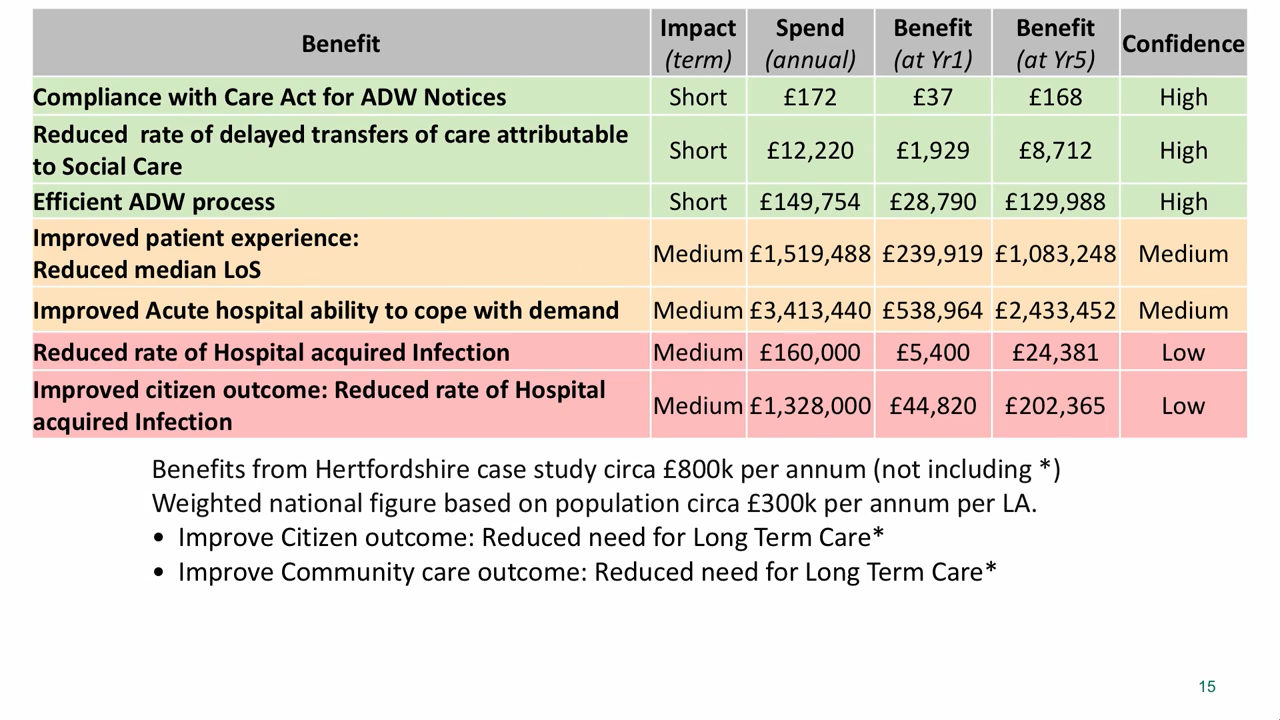 Benefit Impact (term) Spend (annual) Benefit (at Yr1) Benefit (at Yr5) Confidence
Compliance with Care Act for ADW Notices Short £172 £37 £168 High
Reduced rate of delayed transfers of care attributable
to Social Care Short £12,220 £1,929 £8,712 High
Efficient ADW process Short £149,754 £28,790 £129,988 High
Improved patient experience:
Reduced median LoS Medium £1,519,488 £239,919 £1,083,248 Medium
Improved Acute hospital ability to cope with demand Medium £3,413,440 £538,964 £2,433,452 Medium
Reduced rate of Hospital acquired Infection Medium £160,000 £5,400 £24,381 Low
Improved citizen outcome: Reduced rate of Hospital
acquired Infection Medium £1,328,000 £44,820 £202,365 Low
Benefits from Hertfordshire case study circa £800k per annum (not including *)
Weighted national figure based on population circa £300k per annum per LA.
• Improve Citizen outcome: Reduced need for Long Term Care*
• Improve Community care outcome: Reduced need for Long Term Care*
15